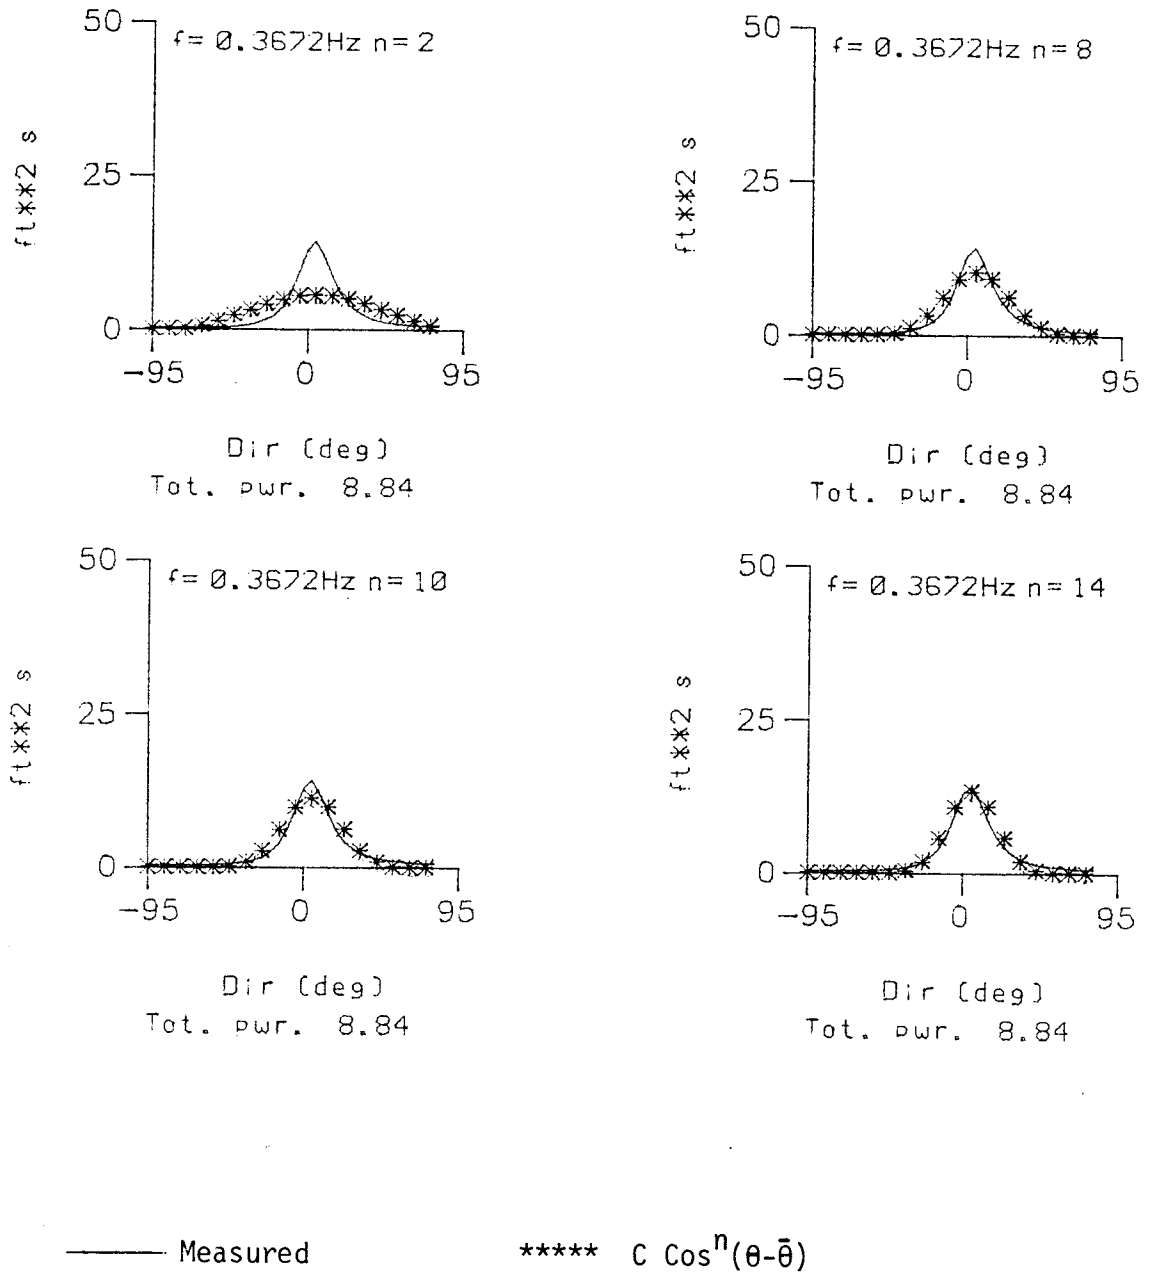 50
f= 0.3672Hz n= 2
25
ft**2 s
0
-95 0 95
Dir (deg)
Tot. pwr. 8.84
50
f= 0.3672Hz n= 8
25
ft**2 s
0
-95 0 95
Dir (deg)
Tot. pwr. 8.84
50
f= 0.3672Hz n= 10
25
ft**2 s
0
-95 0 95
Dir (deg)
Tot. pwr. 8.84
50
f= 0.3672Hz n= 14
25
ft**2 s
0
-95 0 95
Dir (deg)
Tot. pwr. 8.84
Measured ***** C Cosⁿ(θ-θ̄)